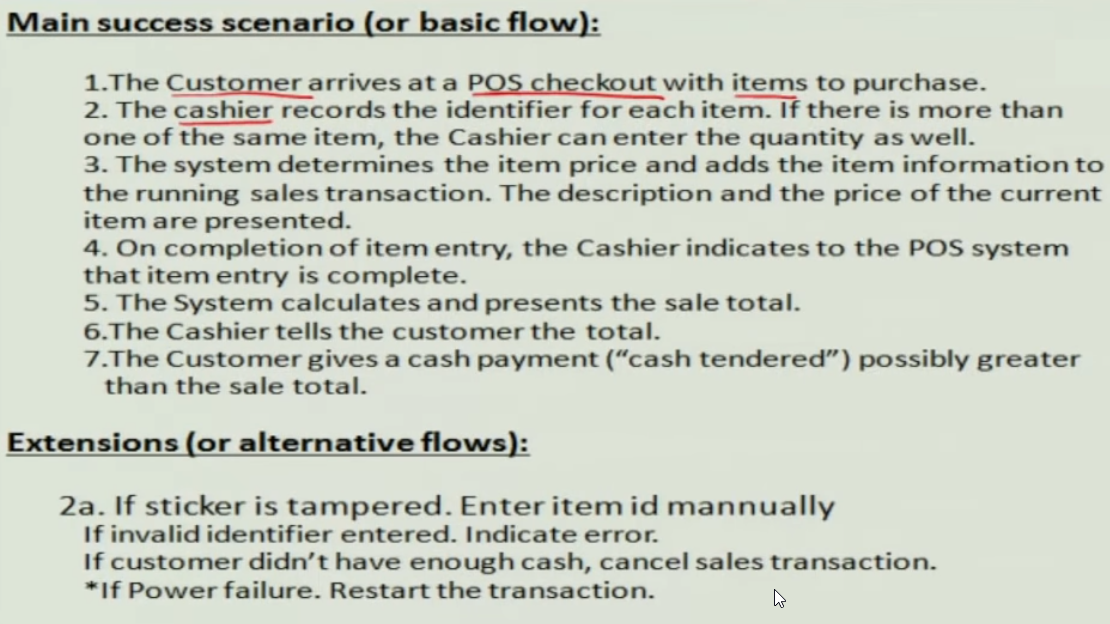 Main success scenario (or basic flow):
1.The Customer arrives at a POS checkout with items to purchase.
2. The cashier records the identifier for each item. If there is more than
one of the same item, the Cashier can enter the quantity as well.
3. The system determines the item price and adds the item information to
the running sales transaction. The description and the price of the current
item are presented.
4. On completion of item entry, the Cashier indicates to the POS system
that item entry is complete.
5. The System calculates and presents the sale total.
6.The Cashier tells the customer the total.
7.The Customer gives a cash payment (“cash tendered”) possibly greater
than the sale total.
Extensions (or alternative flows):
2a. If sticker is tampered. Enter item id mannually
If invalid identifier entered. Indicate error.
If customer didn’t have enough cash, cancel sales transaction.
*If Power failure. Restart the transaction.